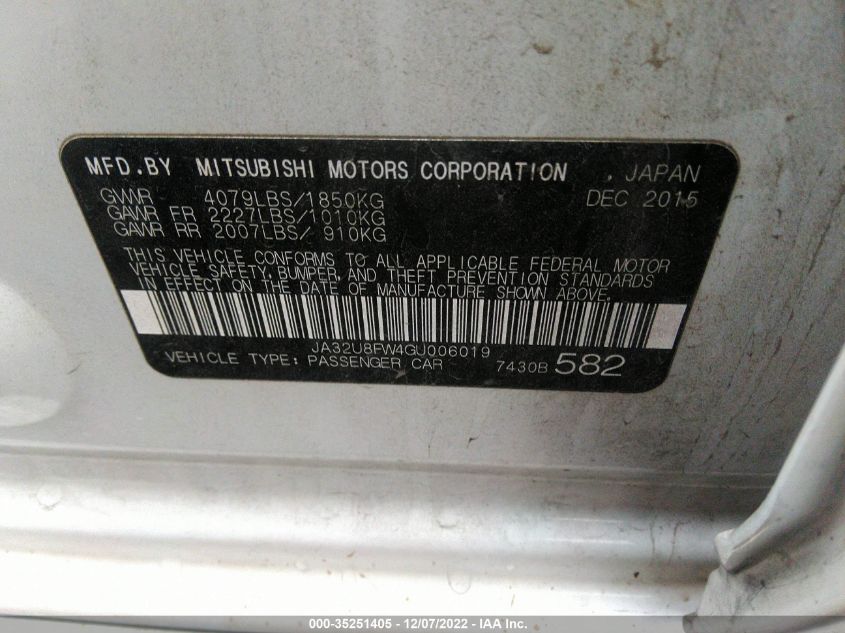 MFD.BY MITSUBISHI MOTORS CORPORATION . JAPAN
GVWR 4079LBS/1850KG DEC 2015
GAWR FR 2227LBS/1010KG
GAWR RR 2007LBS/ 910KG
THIS VEHICLE CONFORMS TO ALL APPLICABLE FEDERAL MOTOR
VEHICLE SAFETY, BUMPER, AND THEFT PREVENTION STANDARDS
IN EFFECT ON THE DATE OF MANUFACTURE SHOWN ABOVE.
JA32U8FW4GU006019
VEHICLE TYPE: PASSENGER CAR 7430B 582
000-35251405 - 12/07/2022 - IAA Inc.